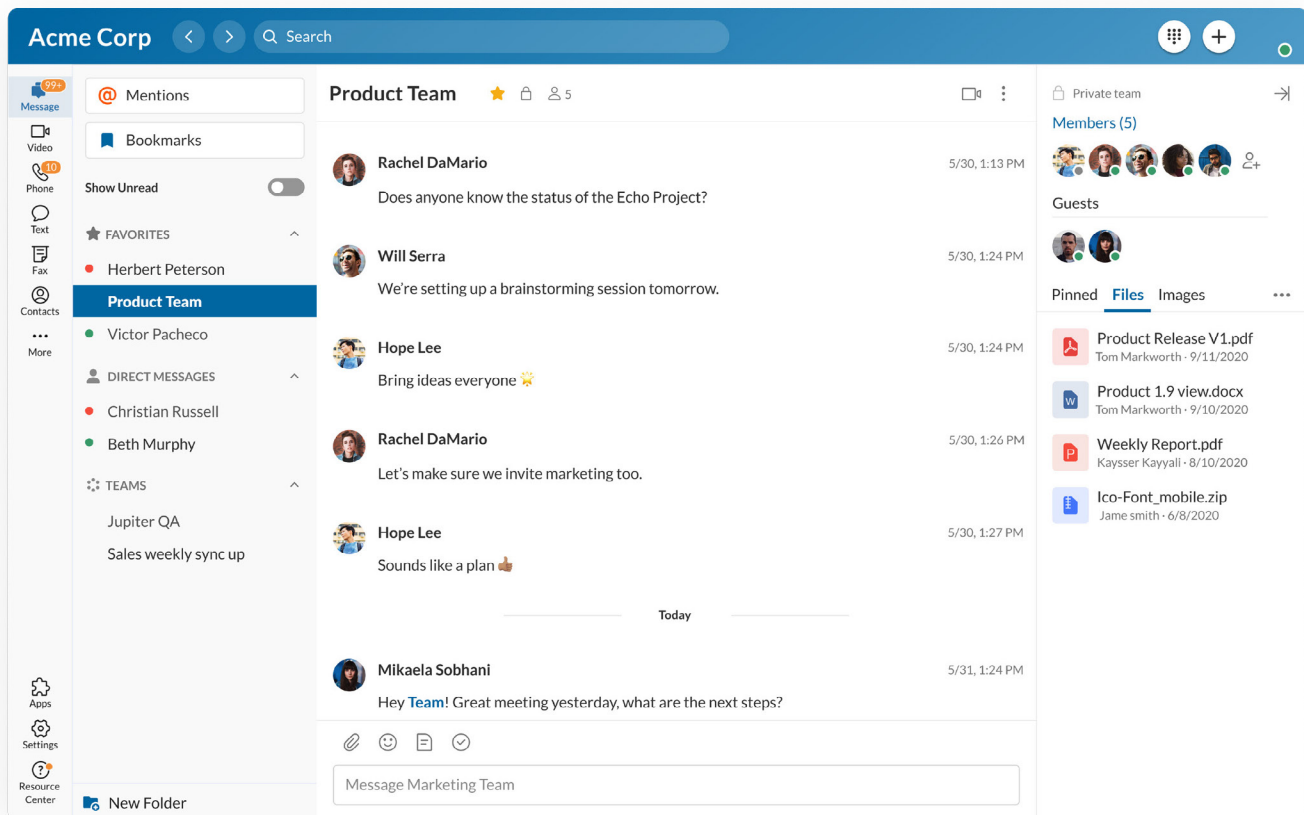 Acme Corp
Search
99+
Message
Video
10
Phone
Text
Fax
Contacts
More
Apps
Settings
Resource
Center
@ Mentions
Bookmarks
Show Unread
FAVORITES
Herbert Peterson
Product Team
Victor Pacheco
DIRECT MESSAGES
Christian Russell
Beth Murphy
TEAMS
Jupiter QA
Sales weekly sync up
New Folder
Product Team 5
Rachel DaMario 5/30, 1:13 PM
Does anyone know the status of the Echo Project?
Will Serra 5/30, 1:24 PM
We're setting up a brainstorming session tomorrow.
Hope Lee 5/30, 1:24 PM
Bring ideas everyone 🌟
Rachel DaMario 5/30, 1:26 PM
Let's make sure we invite marketing too.
Hope Lee 5/30, 1:27 PM
Sounds like a plan 👍🏽
Today
Mikaela Sobhani 5/31, 1:24 PM
Hey Team! Great meeting yesterday, what are the next steps?
Message Marketing Team
Private team
Members (5)
Guests
Pinned Files Images
Product Release V1.pdf
Tom Markworth · 9/11/2020
W
Product 1.9 view.docx
Tom Markworth · 9/10/2020
P
Weekly Report.pdf
Kaysser Kayyali · 8/10/2020
Ico-Font_mobile.zip
Jame smith · 6/8/2020